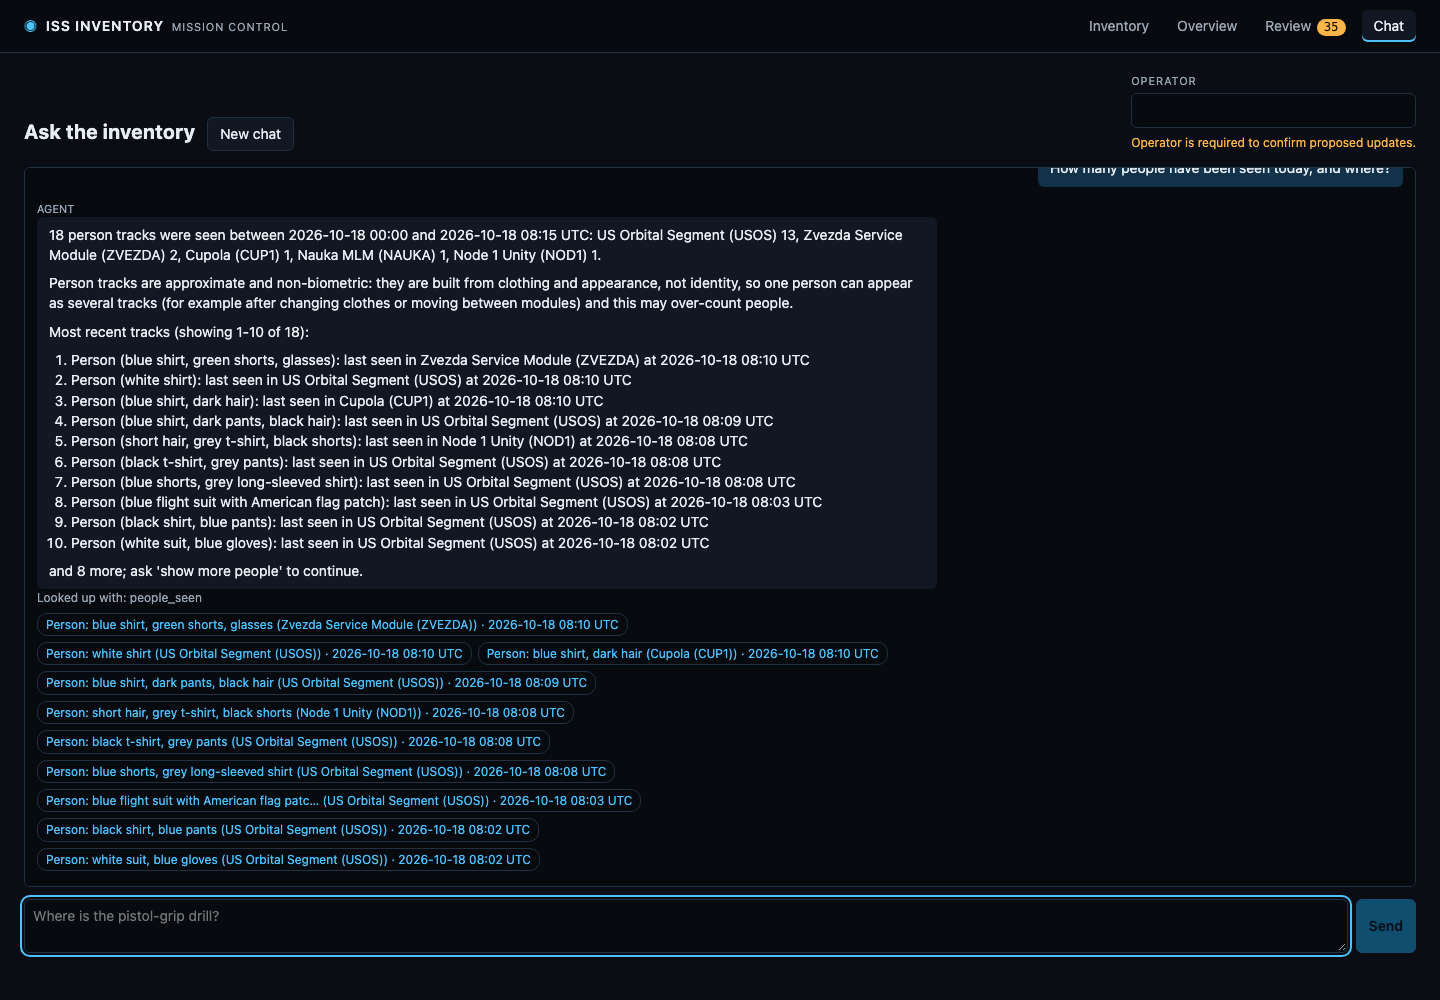 ISS INVENTORY MISSION CONTROL
Inventory Overview Review 35 Chat
OPERATOR
Ask the inventory
New chat
Operator is required to confirm proposed updates.
How many people have been seen today, and where?
AGENT
18 person tracks were seen between 2026-10-18 00:00 and 2026-10-18 08:15 UTC: US Orbital Segment (USOS) 13, Zvezda Service
Module (ZVEZDA) 2, Cupola (CUP1) 1, Nauka MLM (NAUKA) 1, Node 1 Unity (NOD1) 1.
Person tracks are approximate and non-biometric: they are built from clothing and appearance, not identity, so one person can appear
as several tracks (for example after changing clothes or moving between modules) and this may over-count people.
Most recent tracks (showing 1-10 of 18):
1. Person (blue shirt, green shorts, glasses): last seen in Zvezda Service Module (ZVEZDA) at 2026-10-18 08:10 UTC
2. Person (white shirt): last seen in US Orbital Segment (USOS) at 2026-10-18 08:10 UTC
3. Person (blue shirt, dark hair): last seen in Cupola (CUP1) at 2026-10-18 08:10 UTC
4. Person (blue shirt, dark pants, black hair): last seen in US Orbital Segment (USOS) at 2026-10-18 08:09 UTC
5. Person (short hair, grey t-shirt, black shorts): last seen in Node 1 Unity (NOD1) at 2026-10-18 08:08 UTC
6. Person (black t-shirt, grey pants): last seen in US Orbital Segment (USOS) at 2026-10-18 08:08 UTC
7. Person (blue shorts, grey long-sleeved shirt): last seen in US Orbital Segment (USOS) at 2026-10-18 08:08 UTC
8. Person (blue flight suit with American flag patch): last seen in US Orbital Segment (USOS) at 2026-10-18 08:03 UTC
9. Person (black shirt, blue pants): last seen in US Orbital Segment (USOS) at 2026-10-18 08:02 UTC
10. Person (white suit, blue gloves): last seen in US Orbital Segment (USOS) at 2026-10-18 08:02 UTC
and 8 more; ask 'show more people' to continue.
Looked up with: people_seen
Person: blue shirt, green shorts, glasses (Zvezda Service Module (ZVEZDA)) · 2026-10-18 08:10 UTC
Person: white shirt (US Orbital Segment (USOS)) · 2026-10-18 08:10 UTC Person: blue shirt, dark hair (Cupola (CUP1)) · 2026-10-18 08:10 UTC
Person: blue shirt, dark pants, black hair (US Orbital Segment (USOS)) · 2026-10-18 08:09 UTC
Person: short hair, grey t-shirt, black shorts (Node 1 Unity (NOD1)) · 2026-10-18 08:08 UTC
Person: black t-shirt, grey pants (US Orbital Segment (USOS)) · 2026-10-18 08:08 UTC
Person: blue shorts, grey long-sleeved shirt (US Orbital Segment (USOS)) · 2026-10-18 08:08 UTC
Person: blue flight suit with American flag patc... (US Orbital Segment (USOS)) · 2026-10-18 08:03 UTC
Person: black shirt, blue pants (US Orbital Segment (USOS)) · 2026-10-18 08:02 UTC
Person: white suit, blue gloves (US Orbital Segment (USOS)) · 2026-10-18 08:02 UTC
Where is the pistol-grip drill?
Send